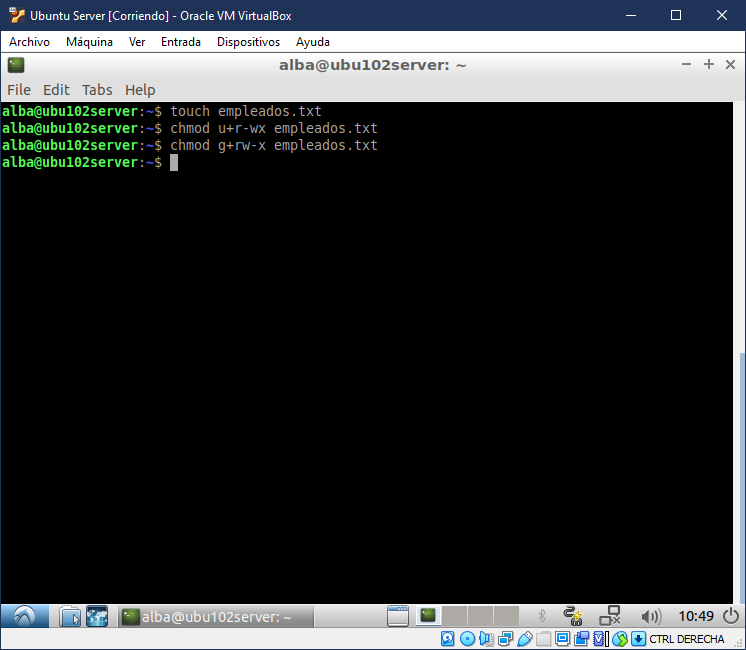 Ubuntu Server [Corriendo] - Oracle VM VirtualBox
Archivo Máquina Ver Entrada Dispositivos Ayuda
alba@ubu102server: ~
File Edit Tabs Help
alba@ubu102server:~$ touch empleados.txt
alba@ubu102server:~$ chmod u+r-wx empleados.txt
alba@ubu102server:~$ chmod g+rw-x empleados.txt
alba@ubu102server:~$
alba@ubu102server: ~ 10:49
CTRL DERECHA